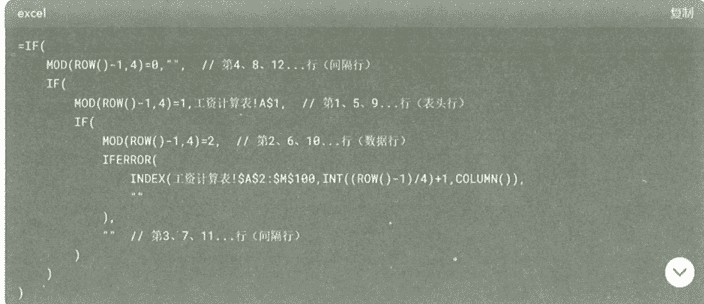 excel 复制
=IF(
MOD(ROW()-1,4)=0,"", // 第4、8、12...行（间隔行）
IF(
MOD(ROW()-1,4)=1,工资计算表!A$1, // 第1、5、9...行（表头行）
IF(
MOD(ROW()-1,4)=2, // 第2、6、10...行（数据行）
IFERROR(
INDEX(工资计算表!$A$2:$M$100,INT((ROW()-1)/4)+1,COLUMN()),
""
),
"" // 第3、7、11...行（间隔行）
)
)
)